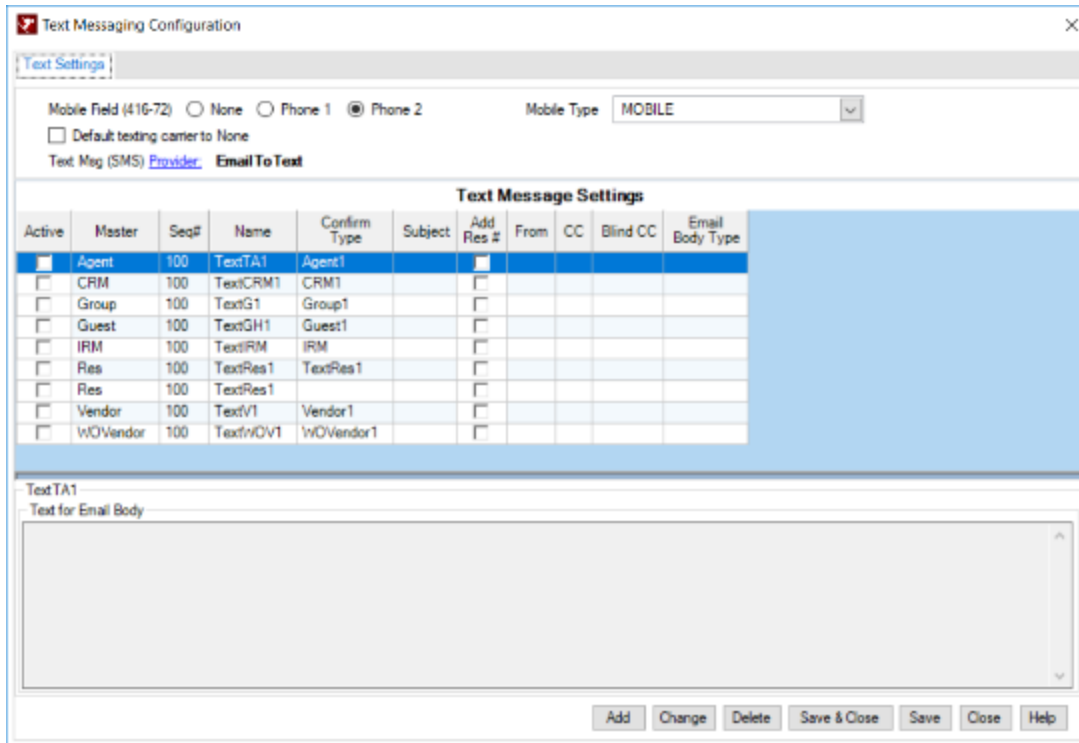 Text Messaging Configuration
Text Settings
Mobile Field (416-72) None Phone 1 Phone 2 Mobile Type MOBILE
Default texting carrier to None
Text Msg (SMS) Provider: Email To Text
Text Message Settings
Active Master Seq# Name Confirm Type Subject Add Res # From CC Blind CC Email Body Type
Agent 100 TextTA1 Agent1
CRM 100 TextCRM1 CRM1
Group 100 TextG1 Group1
Guest 100 TextGH1 Guest1
IRM 100 TextIRM IRM
Res 100 TextRes1 TextRes1
Res 100 TextRes1
Vendor 100 TextV1 Vendor1
WOVendor 100 TextWOV1 WOVendor1
TextTA1
Text for Email Body
Add Change Delete Save & Close Save Close Help